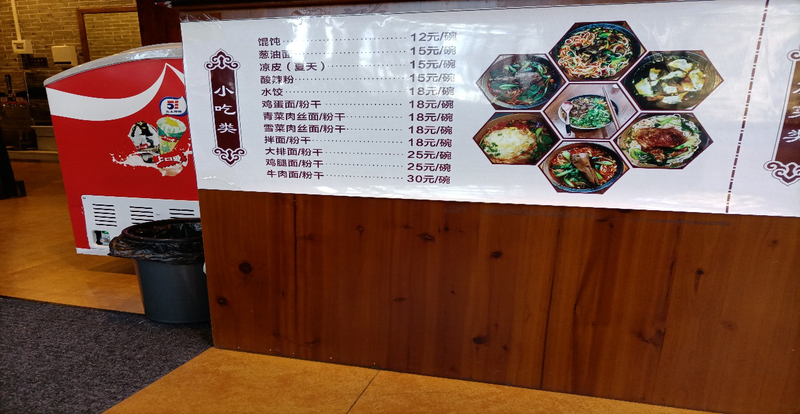 小吃类
馄饨 12元/碗
葱油面 15元/碗
凉皮（夏天） 15元/碗
酸辣粉 15元/碗
水饺 18元/碗
鸡蛋面/粉干 18元/碗
青菜肉丝面/粉干 18元/碗
雪菜肉丝面/粉干 18元/碗
拌面/粉干 18元/碗
大排面/粉干 25元/碗
鸡腿面/粉干 25元/碗
牛肉面/粉干 30元/碗